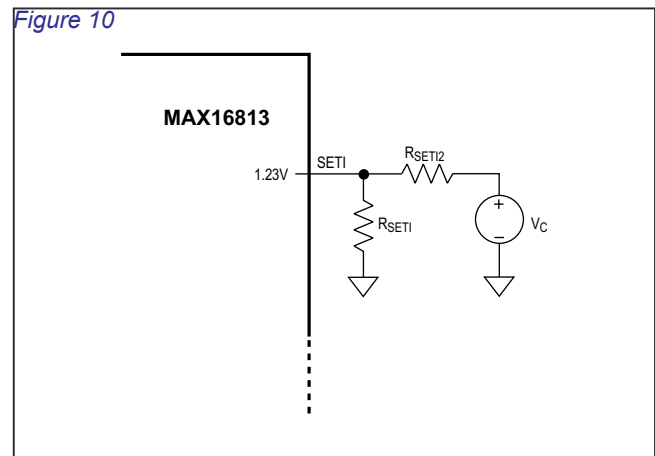 Figure 10
MAX16813
1.23V
SETI
RSETI2
RSETI
+
−
VC